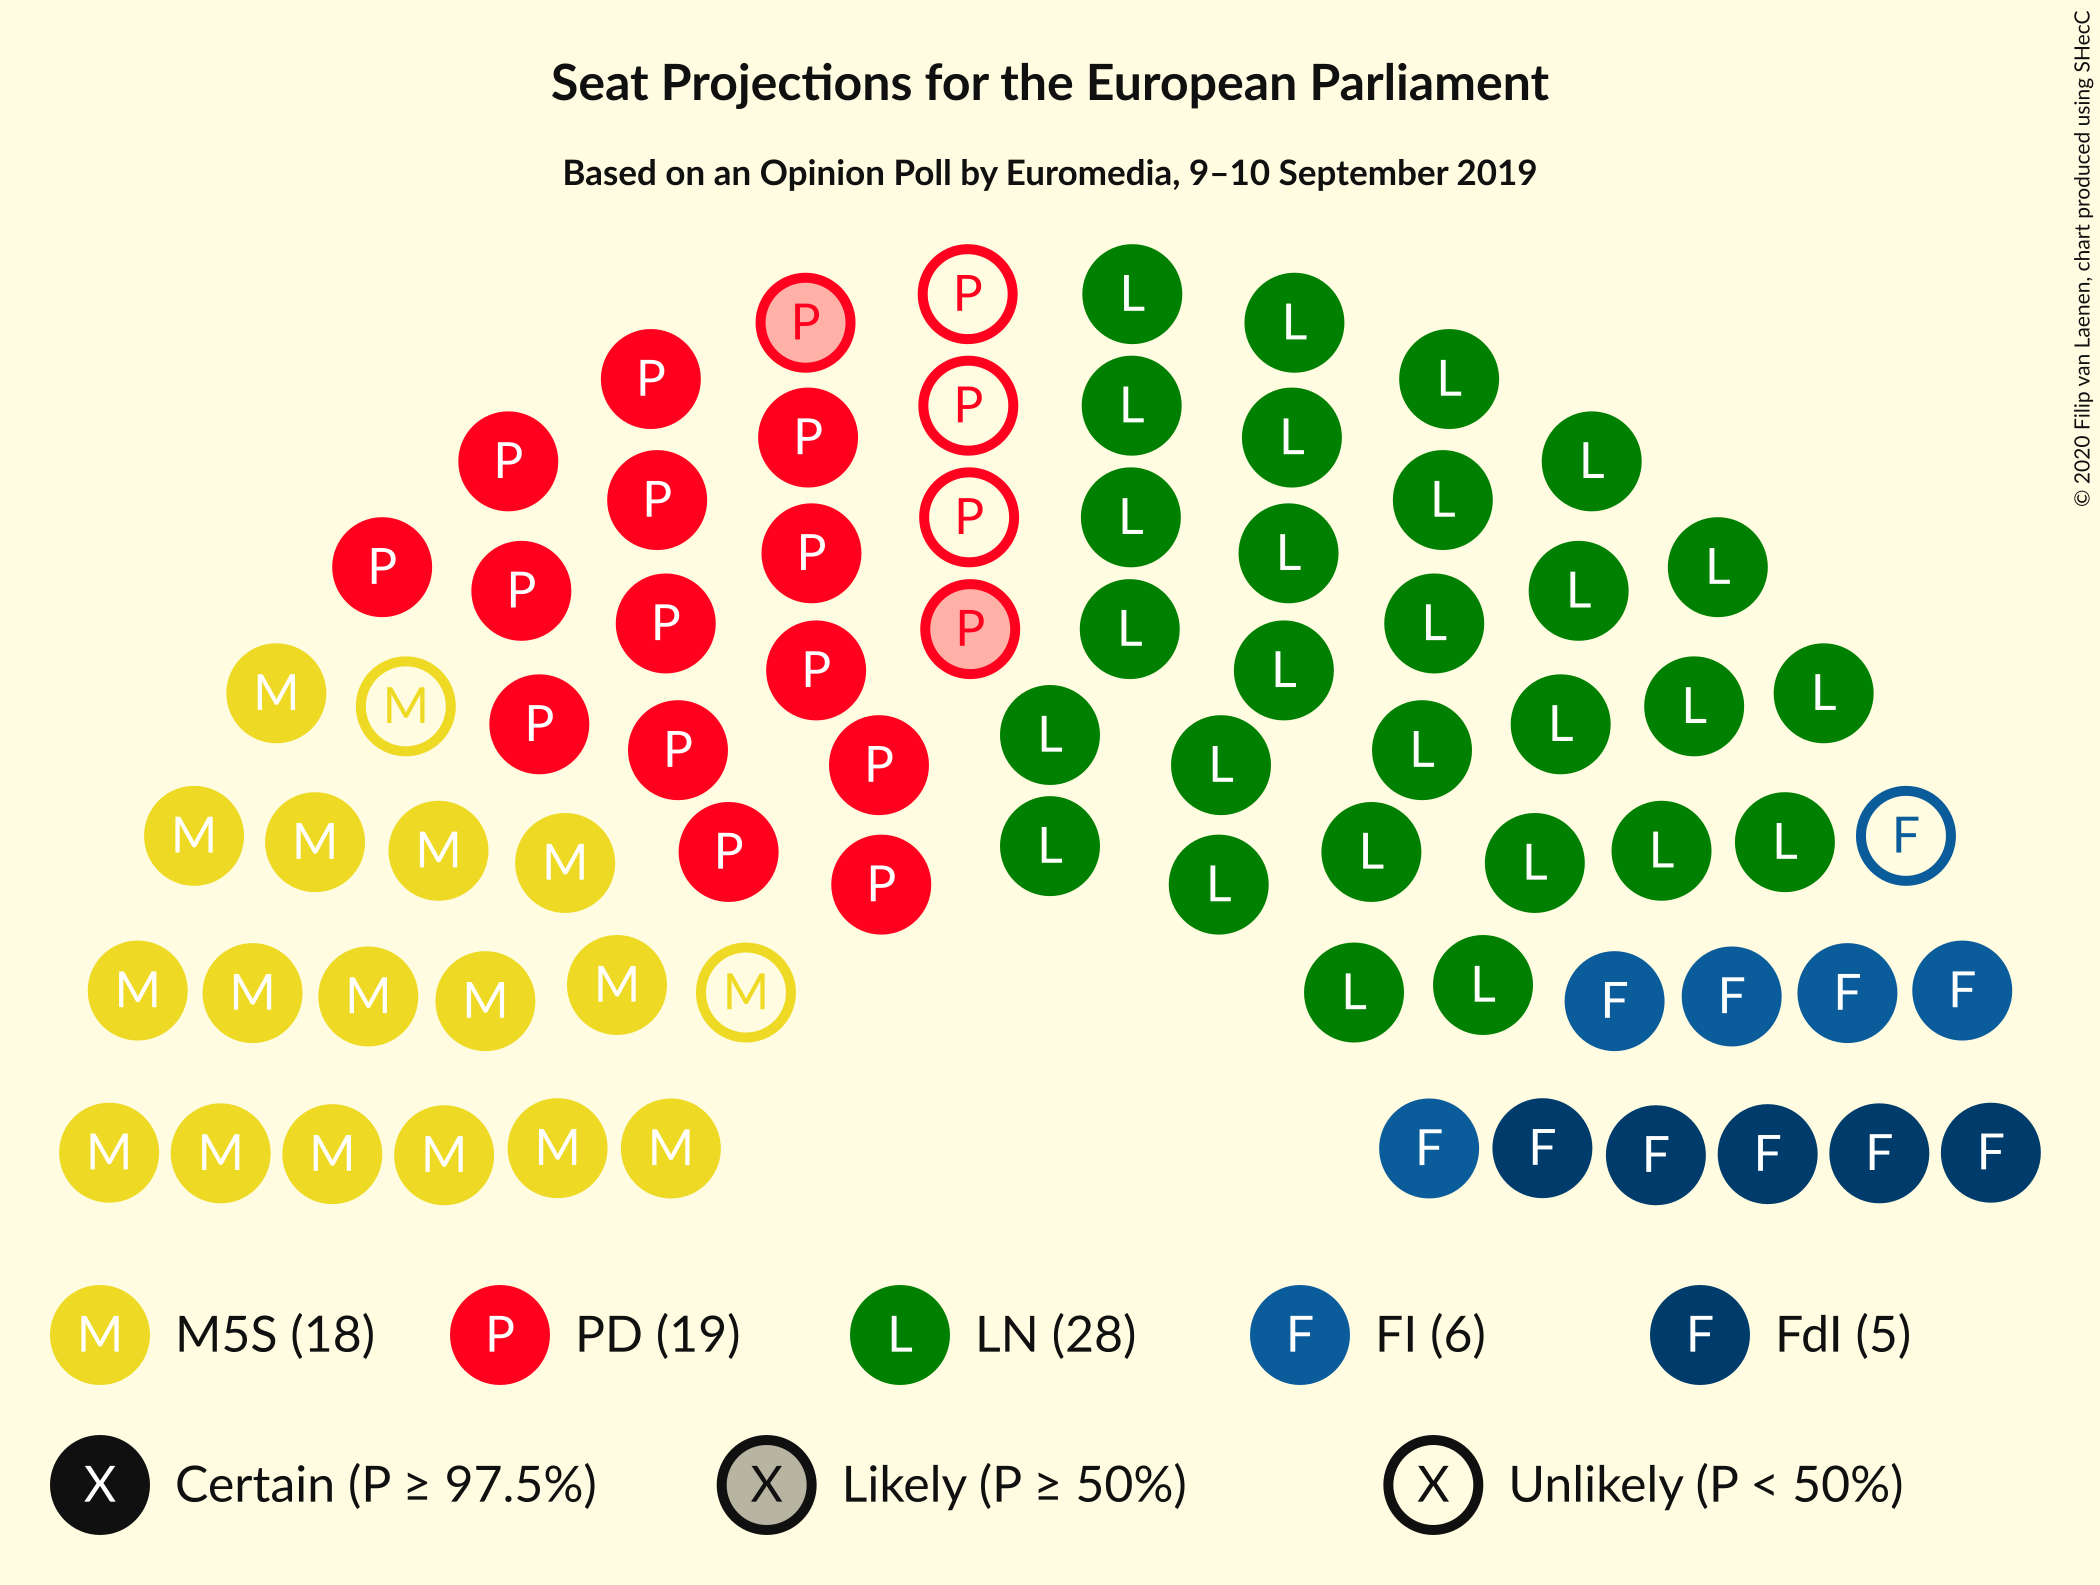 Seat Projections for the European Parliament
Based on an Opinion Poll by Euromedia, 9–10 September 2019
© 2020 Filip van Laenen, chart produced using SHecC
P L
P L
P L
P P L L
P P L L
P L
P P L L
P P L L
P P L L
M M P L L L
P P L L
P L L
M M M M P L L L L F
P L L
P L
M M M M M M L L F F F F
M M M M M M F F F F F F
M M5S (18) P PD (19) L LN (28) F FI (6) F FdI (5)
X Certain (P ≥ 97.5%) X Likely (P ≥ 50%) X Unlikely (P < 50%)